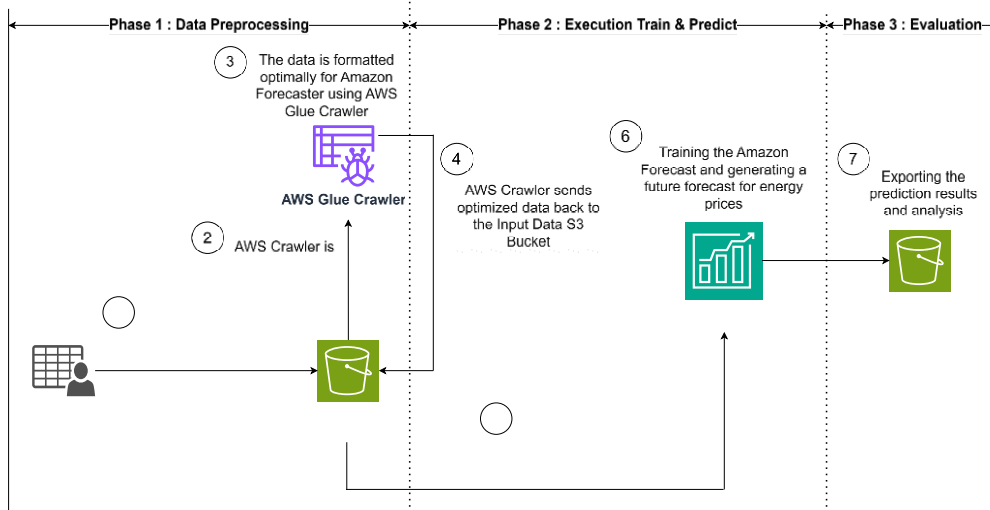 Phase 1 : Data Preprocessing
Phase 2 : Execution Train & Predict
Phase 3 : Evaluation
3
The data is formatted
optimally for Amazon
Forecaster using AWS
Glue Crawler
AWS Glue Crawler
2
AWS Crawler is
4
AWS Crawler sends
optimized data back to
the Input Data S3
Bucket
6
Training the Amazon
Forecast and generating a
future forecast for energy
prices
7
Exporting the
prediction results
and analysis